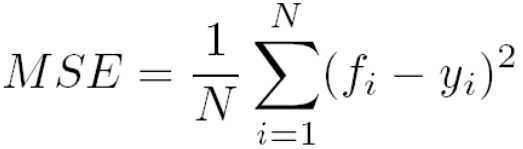 MSE = \frac{1}{N} \sum_{i=1}^{N} (f_i - y_i)^2